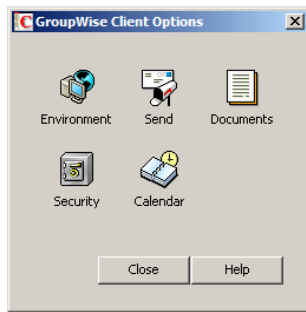 GroupWise Client Options
Environment Send Documents
Security Calendar
Close Help